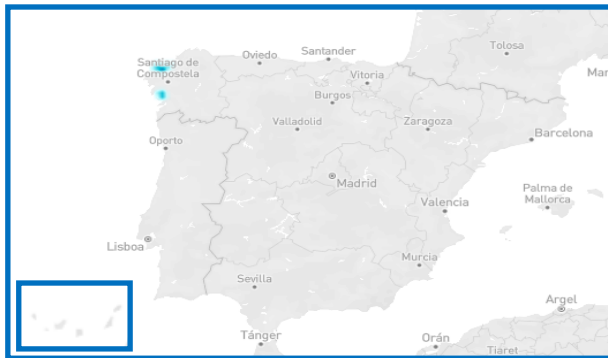 Tolosa
Santander
Oviedo
Santiago de
Compostela
Vitoria
Mar
Burgos
Valladolid
Zaragoza
Barcelona
Oporto
Madrid
Palma de
Mallorca
Valencia
Lisboa
Murcia
Sevilla
Argel
Tánger
Orán
Tiaret